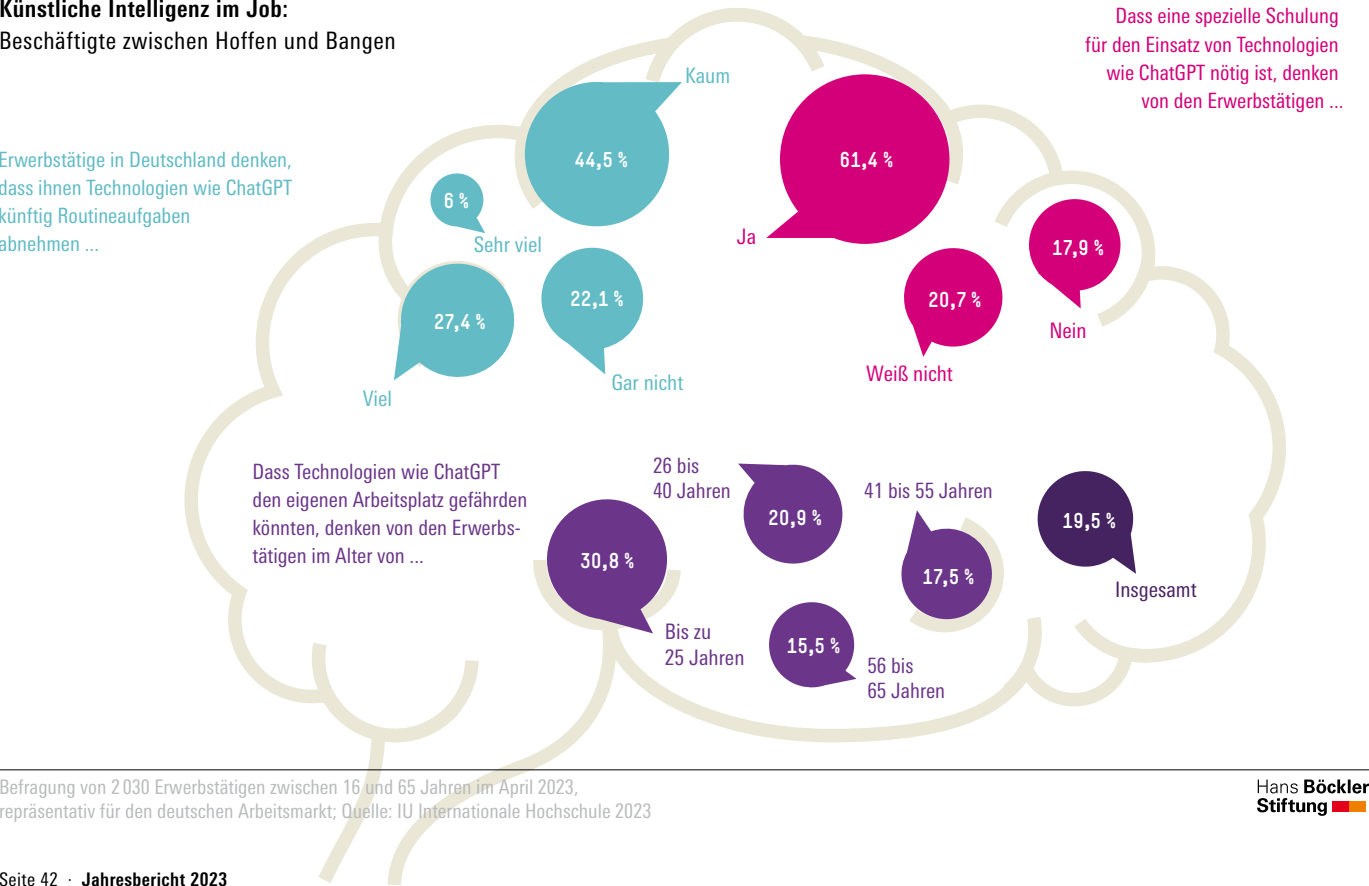 Künstliche Intelligenz im Job:
Beschäftigte zwischen Hoffen und Bangen
Erwerbstätige in Deutschland denken,
dass ihnen Technologien wie ChatGPT
künftig Routineaufgaben
abnehmen ...
Kaum
44,5 %
6 %
Sehr viel
27,4 %
Viel
22,1 %
Gar nicht
Dass eine spezielle Schulung
für den Einsatz von Technologien
wie ChatGPT nötig ist, denken
von den Erwerbstätigen ...
61,4 %
Ja
20,7 %
Weiß nicht
17,9 %
Nein
Dass Technologien wie ChatGPT
den eigenen Arbeitsplatz gefährden
könnten, denken von den Erwerbs-
tätigen im Alter von ...
30,8 %
Bis zu
25 Jahren
26 bis
40 Jahren
20,9 %
41 bis 55 Jahren
17,5 %
15,5 %
56 bis
65 Jahren
19,5 %
Insgesamt
Befragung von 2 030 Erwerbstätigen zwischen 16 und 65 Jahren im April 2023,
repräsentativ für den deutschen Arbeitsmarkt; Quelle: IU Internationale Hochschule 2023
Hans Böckler
Stiftung
Seite 42 · Jahresbericht 2023